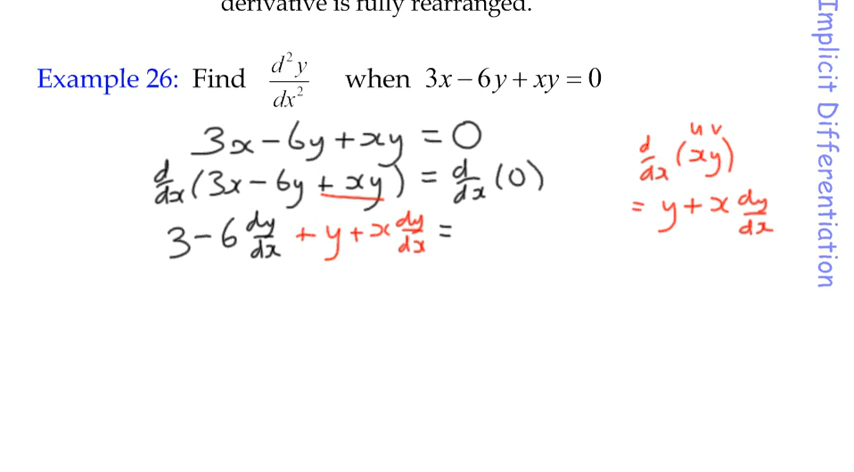 derivative is fully rearranged.
Example 26: Find d²y/dx² when 3x − 6y + xy = 0
3x − 6y + xy = 0
d/dx (3x − 6y + xy) = d/dx (0)
3 − 6 dy/dx + y + x dy/dx =
u v
d/dx (xy)
= y + x dy/dx
Implicit Differentiation